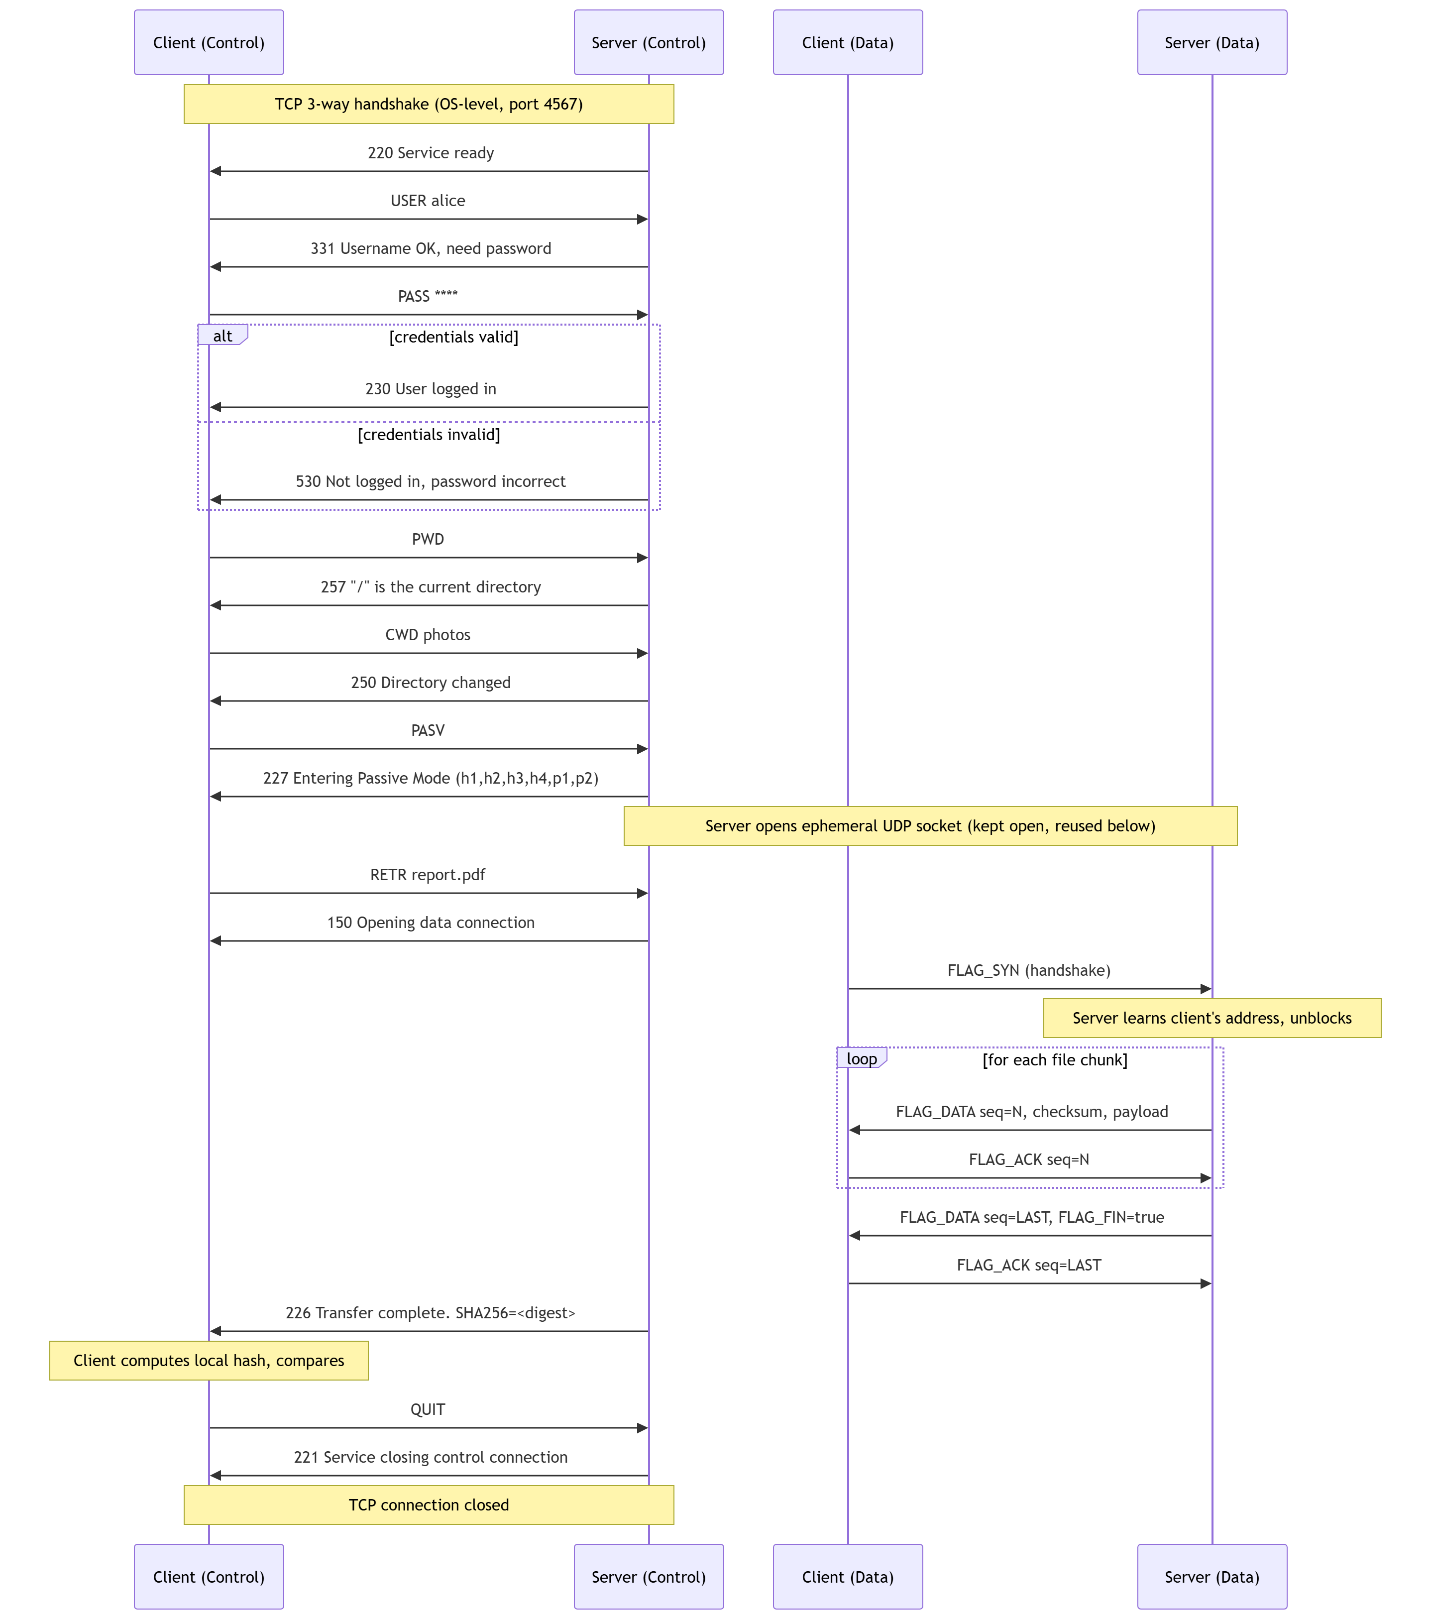 Client (Control)
Server (Control)
Client (Data)
Server (Data)
TCP 3-way handshake (OS-level, port 4567)
220 Service ready
USER alice
331 Username OK, need password
PASS ****
alt
[credentials valid]
230 User logged in
[credentials invalid]
530 Not logged in, password incorrect
PWD
257 "/" is the current directory
CWD photos
250 Directory changed
PASV
227 Entering Passive Mode (h1,h2,h3,h4,p1,p2)
Server opens ephemeral UDP socket (kept open, reused below)
RETR report.pdf
150 Opening data connection
FLAG_SYN (handshake)
Server learns client's address, unblocks
loop
[for each file chunk]
FLAG_DATA seq=N, checksum, payload
FLAG_ACK seq=N
FLAG_DATA seq=LAST, FLAG_FIN=true
FLAG_ACK seq=LAST
226 Transfer complete. SHA256=<digest>
Client computes local hash, compares
QUIT
221 Service closing control connection
TCP connection closed
Client (Control)
Server (Control)
Client (Data)
Server (Data)